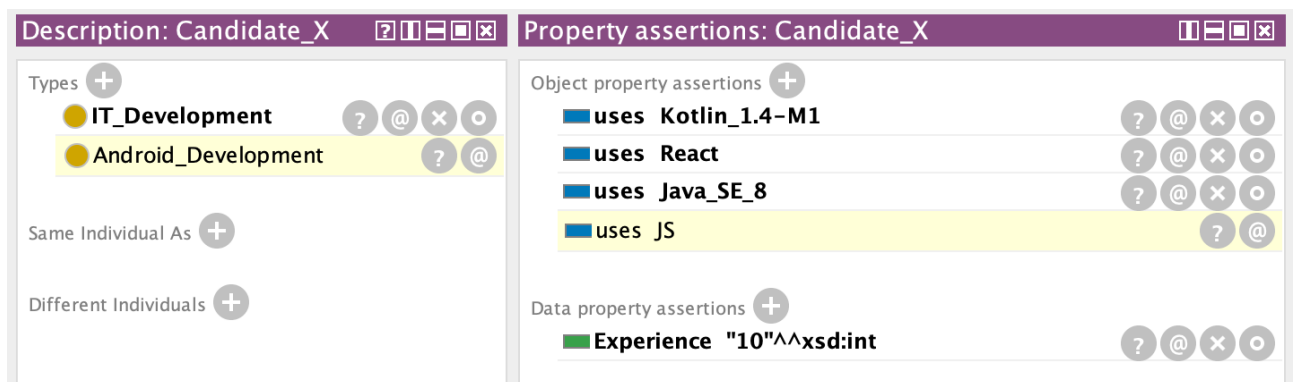 Description: Candidate_X
Types
IT_Development
Android_Development
Same Individual As
Different Individuals
Property assertions: Candidate_X
Object property assertions
uses Kotlin_1.4-M1
uses React
uses Java_SE_8
uses JS
Data property assertions
Experience "10"^^xsd:int